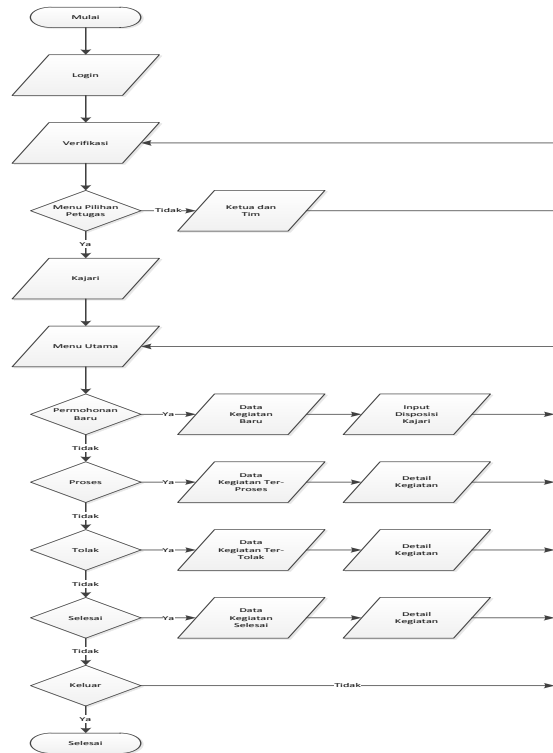 Mulai
Login
Verifikasi
Menu Pilihan
Petugas
Tidak
Ketua dan
Tim
Ya
Kajari
Menu Utama
Permohonan
Baru
Ya
Data
Kegiatan
Baru
Input
Disposisi
Kajari
Tidak
Proses
Ya
Data
Kegiatan Ter-
Proses
Detail
Kegiatan
Tidak
Tolak
Ya
Data
Kegiatan Ter-
Tolak
Detail
Kegiatan
Tidak
Selesai
Ya
Data
Kegiatan
Selesai
Detail
Kegiatan
Tidak
Keluar
Tidak
Ya
Selesai